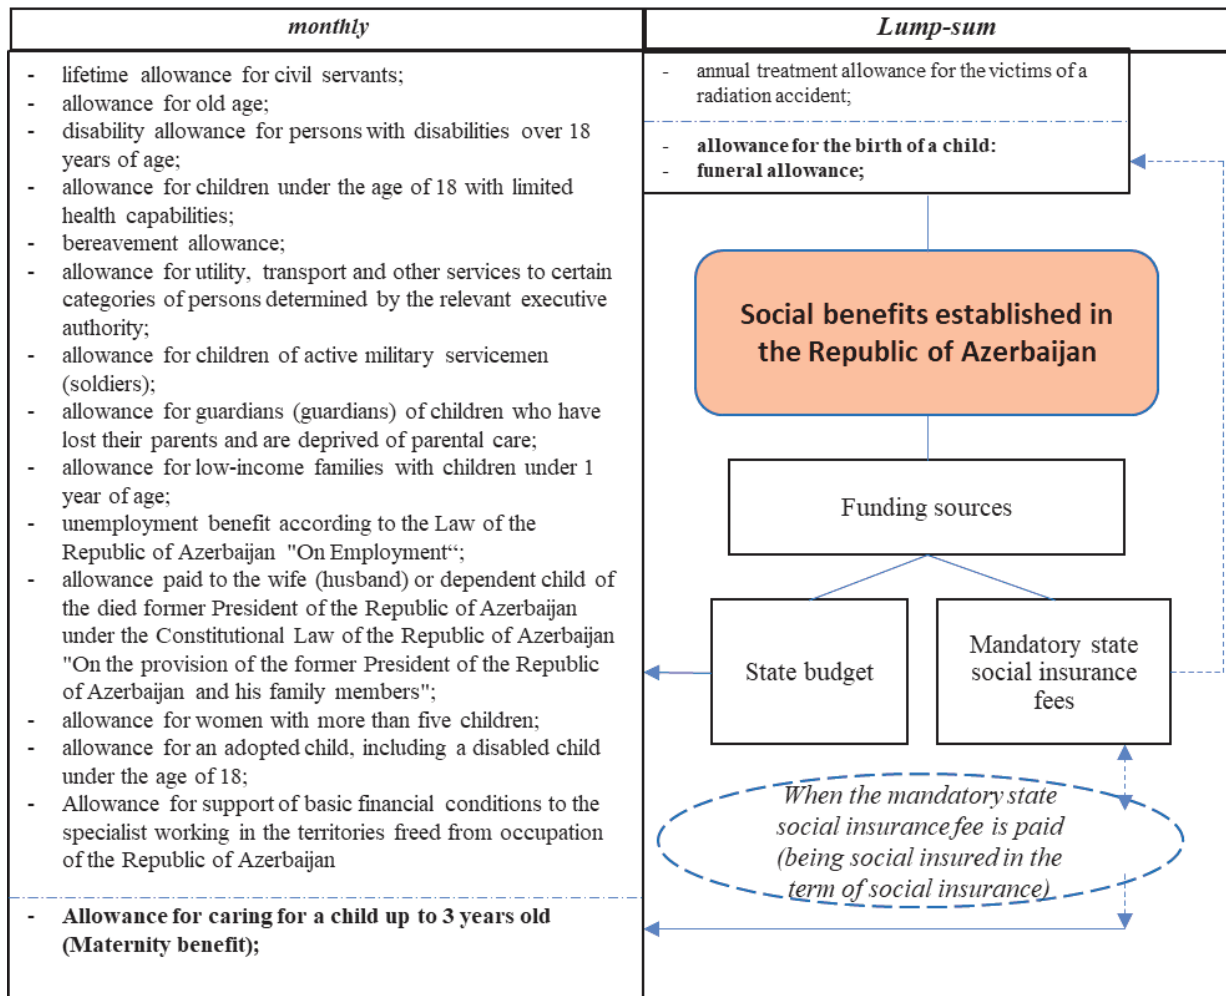 monthly
- lifetime allowance for civil servants;
- allowance for old age;
- disability allowance for persons with disabilities over 18
years of age;
- allowance for children under the age of 18 with limited
health capabilities;
- bereavement allowance;
- allowance for utility, transport and other services to certain
categories of persons determined by the relevant executive
authority;
- allowance for children of active military servicemen
(soldiers);
- allowance for guardians (guardians) of children who have
lost their parents and are deprived of parental care;
- allowance for low-income families with children under 1
year of age;
- unemployment benefit according to the Law of the
Republic of Azerbaijan "On Employment“;
- allowance paid to the wife (husband) or dependent child of
the died former President of the Republic of Azerbaijan
under the Constitutional Law of the Republic of Azerbaijan
"On the provision of the former President of the Republic
of Azerbaijan and his family members";
- allowance for women with more than five children;
- allowance for an adopted child, including a disabled child
under the age of 18;
- Allowance for support of basic financial conditions to the
specialist working in the territories freed from occupation
of the Republic of Azerbaijan
- Allowance for caring for a child up to 3 years old
(Maternity benefit);
Lump-sum
- annual treatment allowance for the victims of a
radiation accident;
- allowance for the birth of a child:
- funeral allowance;
Social benefits established in
the Republic of Azerbaijan
Funding sources
State budget
Mandatory state
social insurance
fees
When the mandatory state
social insurance fee is paid
(being social insured in the
term of social insurance)